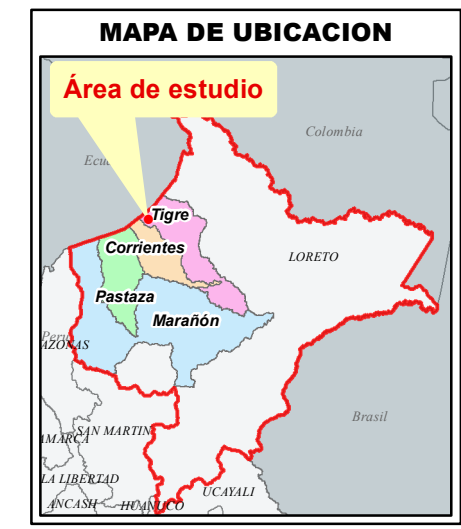 MAPA DE UBICACION
Área de estudio
Colombia
Ecu
Tigre
Corrientes
LORETO
Pastaza
Marañón
Peru
AZONAS
Brasil
SAN MARTIN
AMARCA
LA LIBERTAD
UCAYALI
ANCASH
HUANUCO